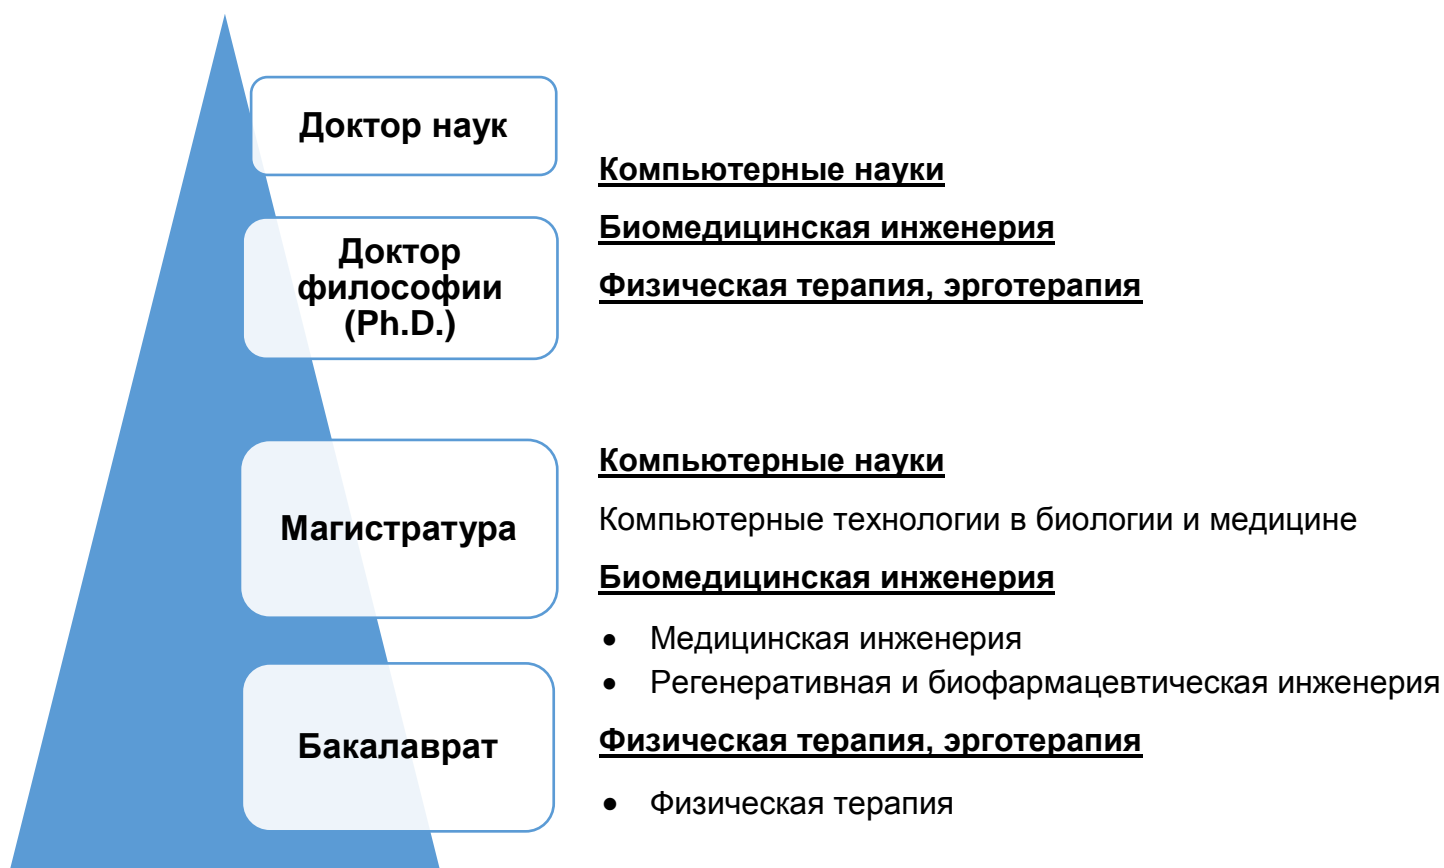 Доктор наук
Доктор
философии
(Ph.D.)
Компьютерные науки
Биомедицинская инженерия
Физическая терапия, эрготерапия
Магистратура
Бакалаврат
Компьютерные науки
Компьютерные технологии в биологии и медицине
Биомедицинская инженерия
• Медицинская инженерия
• Регенеративная и биофармацевтическая инженерия
Физическая терапия, эрготерапия
• Физическая терапия